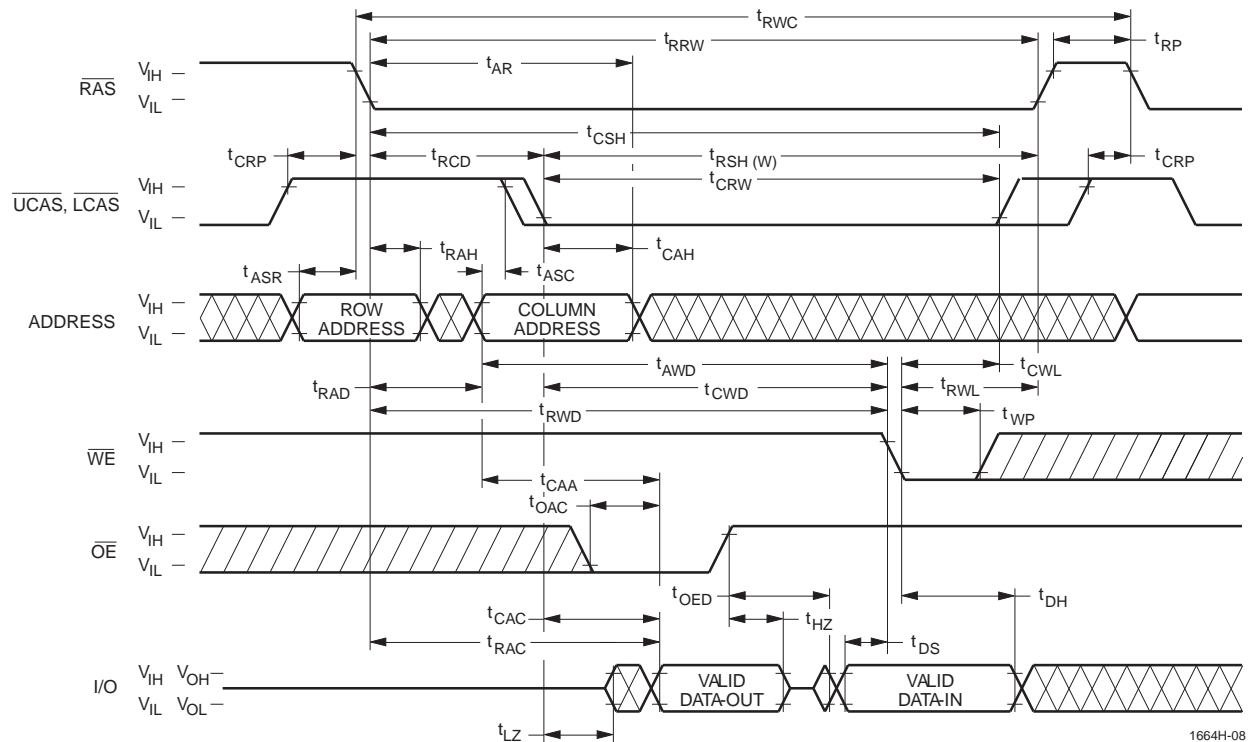 tRWC
tRRW
tRP
tAR
RAS
VIH
VIL
tCSH
tCRP
tRCD
tRSH (W)
tCRP
tCRW
UCAS, LCAS
VIH
VIL
tRAH
tCAH
tASR
tASC
ADDRESS
VIH
VIL
ROW
ADDRESS
COLUMN
ADDRESS
tAWD
tCWL
tRAD
tCWD
tRWL
tRWD
tWP
WE
VIH
VIL
tCAA
tOAC
OE
VIH
VIL
tOED
tDH
tCAC
tHZ
tRAC
tDS
I/O
VIH VOH
VIL VOL
VALID
DATA-OUT
VALID
DATA-IN
tLZ
1664H-08